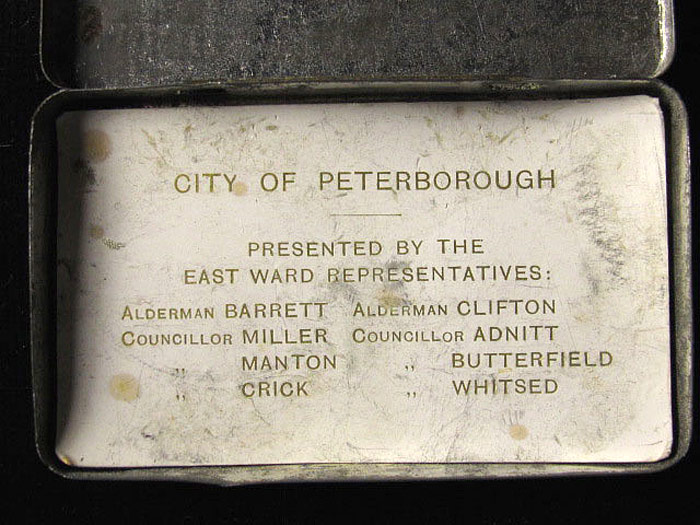 CITY OF PETERBOROUGH
PRESENTED BY THE
EAST WARD REPRESENTATIVES:
ALDERMAN BARRETT ALDERMAN CLIFTON
COUNCILLOR MILLER COUNCILLOR ADNITT
„ MANTON „ BUTTERFIELD
„ CRICK „ WHITSED